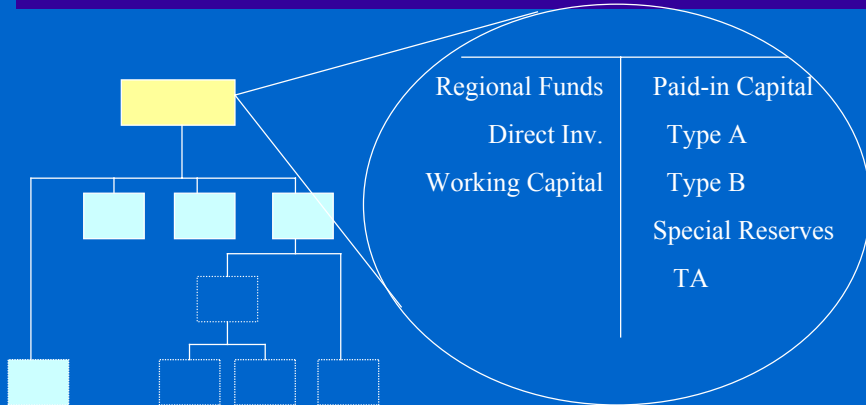 Regional Funds
Direct Inv.
Working Capital
Paid-in Capital
Type A
Type B
Special Reserves
TA